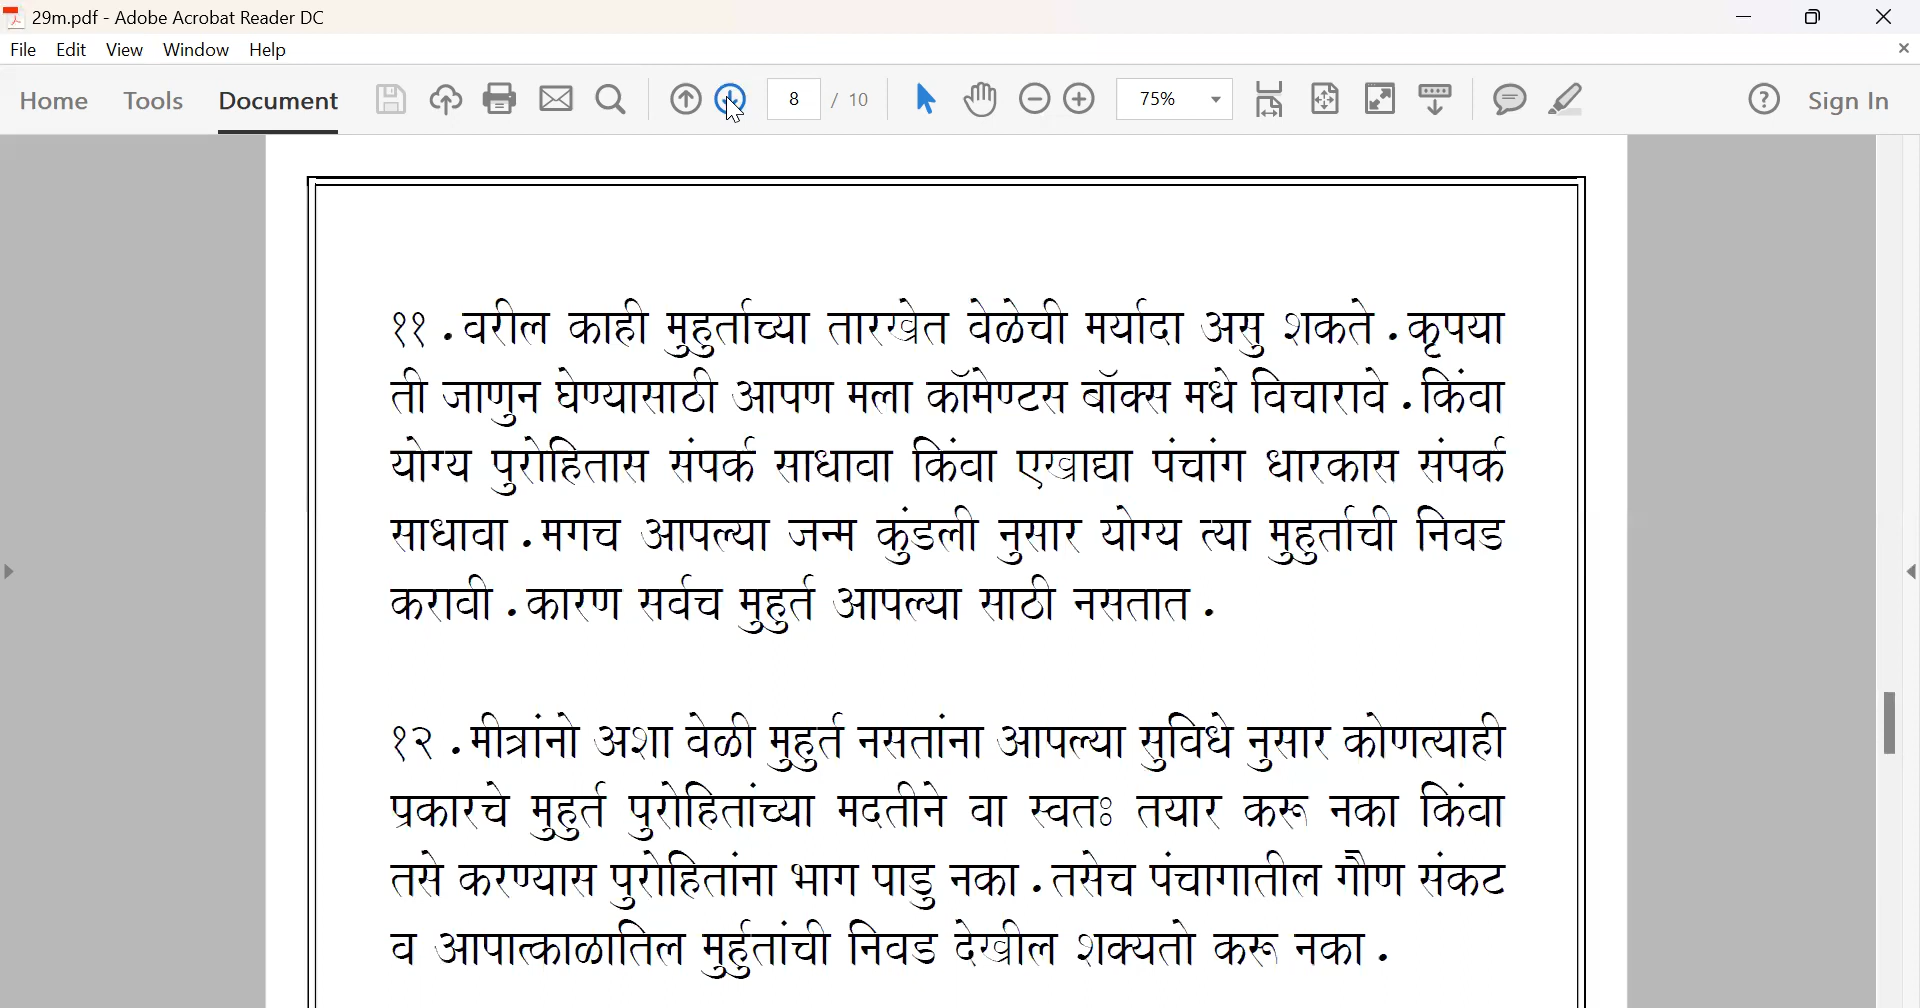 29m.pdf - Adobe Acrobat Reader DC
File Edit View Window Help
Home Tools Document 8 / 10 75% Sign In
११.वरील काही मुहुर्ताच्या तारखेत वेळेची मर्यादा असु शकते.कृपया
ती जाणुन घेण्यासाठी आपण मला कॉमेण्टस बॉक्स मधे विचारावे.किंवा
योग्य पुरोहितास संपर्क साधावा किंवा एखाद्या पंचांग धारकास संपर्क
साधावा.मगच आपल्या जन्म कुंडली नुसार योग्य त्या मुहुर्ताची निवड
करावी.कारण सर्वच मुहुर्त आपल्या साठी नसतात.
१२.मीत्रांनो अशा वेळी मुहुर्त नसतांना आपल्या सुविधे नुसार कोणत्याही
प्रकारचे मुहुर्त पुरोहितांच्या मदतीने वा स्वतः तयार करू नका किंवा
तसे करण्यास पुरोहितांना भाग पाडु नका.तसेच पंचागातील गौण संकट
व आपात्काळातिल मुर्हुतांची निवड देखील शक्यतो करू नका.